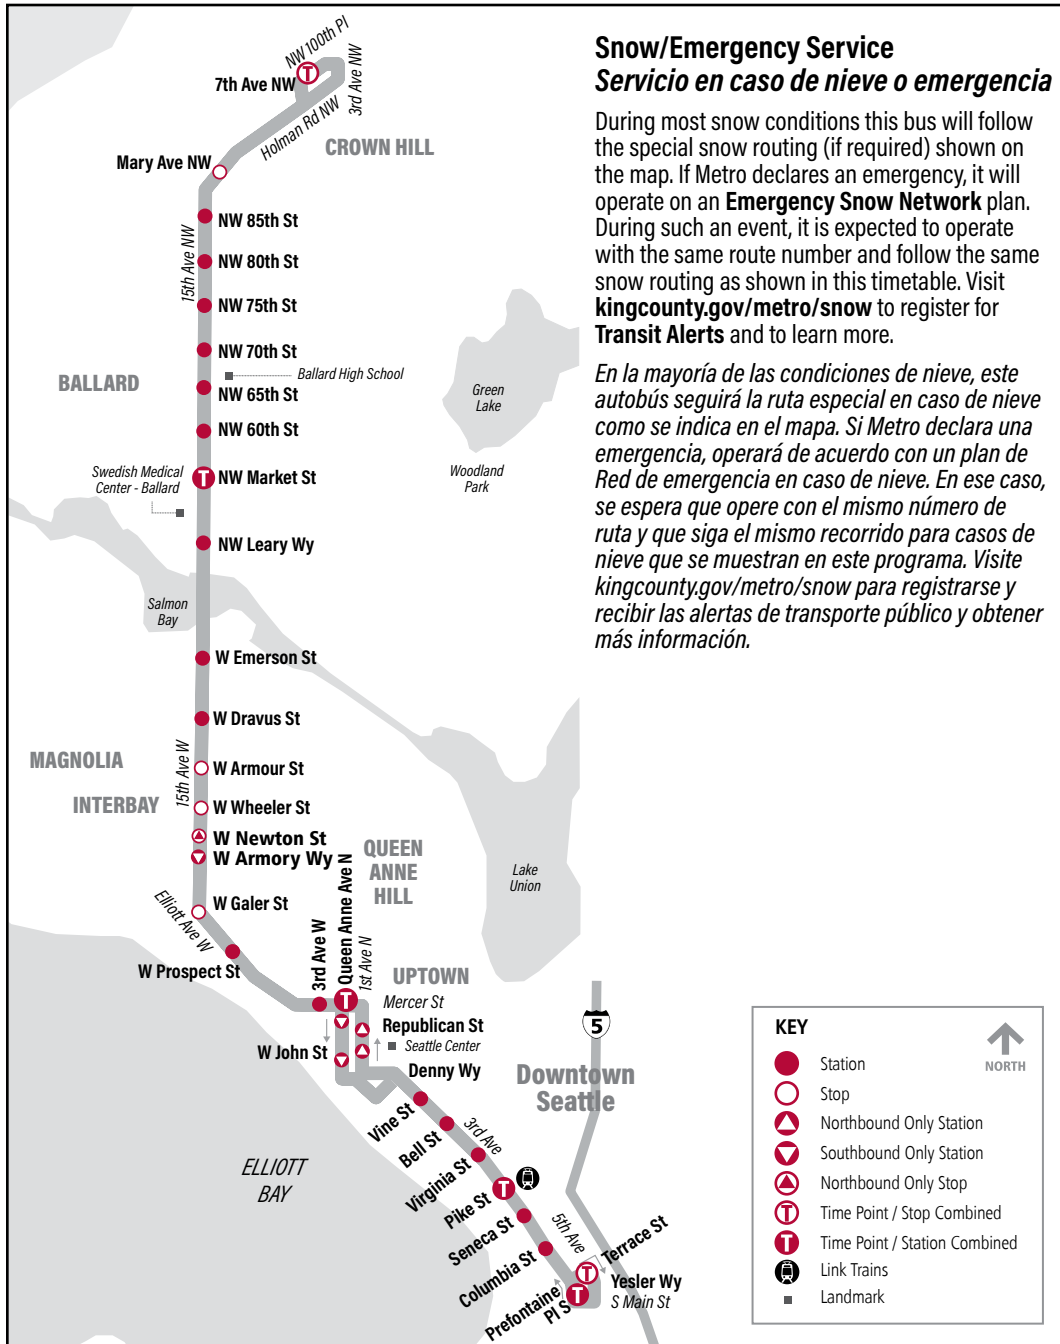 Snow/Emergency Service
Servicio en caso de nieve o emergencia
During most snow conditions this bus will follow
the special snow routing (if required) shown on
the map. If Metro declares an emergency, it will
operate on an Emergency Snow Network plan.
During such an event, it is expected to operate
with the same route number and follow the same
snow routing as shown in this timetable. Visit
kingcounty.gov/metro/snow to register for
Transit Alerts and to learn more.
En la mayoría de las condiciones de nieve, este
autobús seguirá la ruta especial en caso de nieve
como se indica en el mapa. Si Metro declara una
emergencia, operará de acuerdo con un plan de
Red de emergencia en caso de nieve. En ese caso,
se espera que opere con el mismo número de
ruta y que siga el mismo recorrido para casos de
nieve que se muestran en este programa. Visite
kingcounty.gov/metro/snow para registrarse y
recibir las alertas de transporte público y obtener
más información.
NW 100th Pl
7th Ave NW
T
3rd Ave NW
Holman Rd NW
CROWN HILL
Mary Ave NW
NW 85th St
15th Ave NW
NW 80th St
NW 75th St
NW 70th St
Ballard High School
BALLARD
NW 65th St
Green
Lake
NW 60th St
Swedish Medical
Center - Ballard
T
NW Market St
Woodland
Park
NW Leary Wy
Salmon
Bay
W Emerson St
W Dravus St
MAGNOLIA
15th Ave W
W Armour St
INTERBAY
W Wheeler St
W Newton St
W Armory Wy
QUEEN
ANNE
HILL
Lake
Union
W Galer St
Elliott Ave W
W Prospect St
3rd Ave W
Queen Anne Ave N
1st Ave N
UPTOWN
T
Mercer St
Republican St
Seattle Center
W John St
Denny Wy
5
Downtown
Seattle
Vine St
Bell St
3rd Ave
Virginia St
Pike St
T
ELLIOTT
BAY
Seneca St
Columbia St
5th Ave
Terrace St
T
Yesler Wy
S Main St
T
Prefontaine
Pl S
KEY
NORTH
Station
Stop
Northbound Only Station
Southbound Only Station
Northbound Only Stop
T Time Point / Stop Combined
T Time Point / Station Combined
Link Trains
Landmark